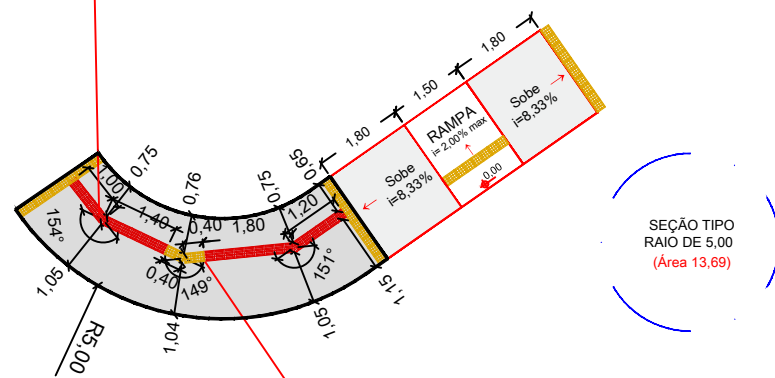 1,80
1,50
1,80
Sobe
i=8,33%
RAMPA
i= 2,00% max
0,00
Sobe
i=8,33%
0,65
0,75
0,76
0,75
1,00
1,40
0,40
1,80
1,20
154°
0,40
149°
151°
1,05
1,04
1,05
1,15
R5,00
SEÇÃO TIPO
RAIO DE 5,00
(Área 13,69)